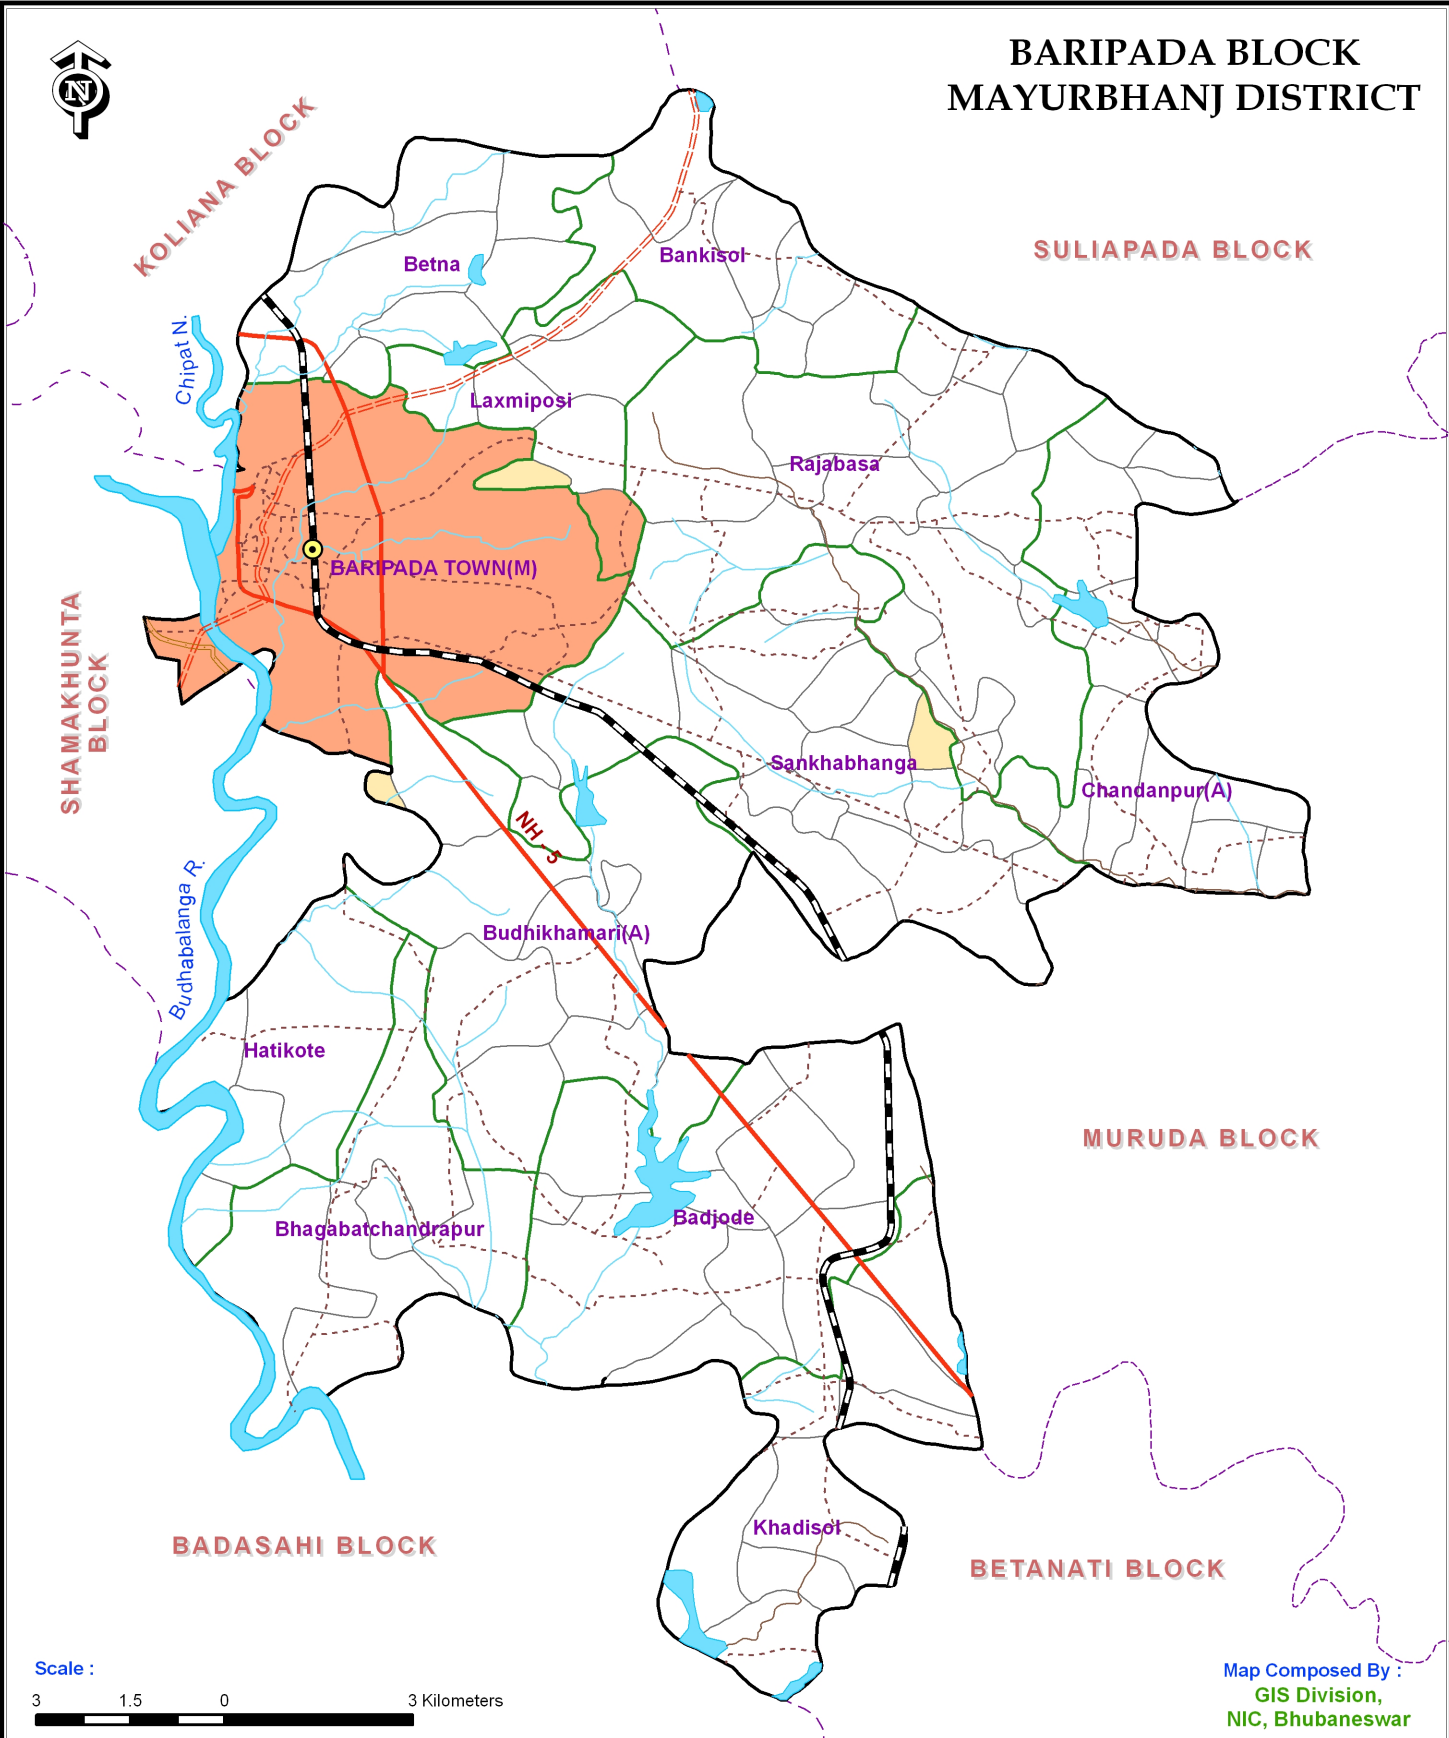 BARIPADA BLOCK
MAYURBHANJ DISTRICT
N
KOLIANA BLOCK
SULIAPADA BLOCK
Bankisol
Betna
Chipat N.
Laxmiposi
Rajabasa
BARIPADA TOWN(M)
SHAMAKHUNTA
BLOCK
Sankhabhanga
Chandanpur(A)
NH - 5
Budhabalanga R.
Budhikhamari(A)
Hatikote
MURUDA BLOCK
Badjode
Bhagabatchandrapur
Khadisol
BADASAHI BLOCK
BETANATI BLOCK
Scale :
3 1.5 0 3 Kilometers
Map Composed By :
GIS Division,
NIC, Bhubaneswar